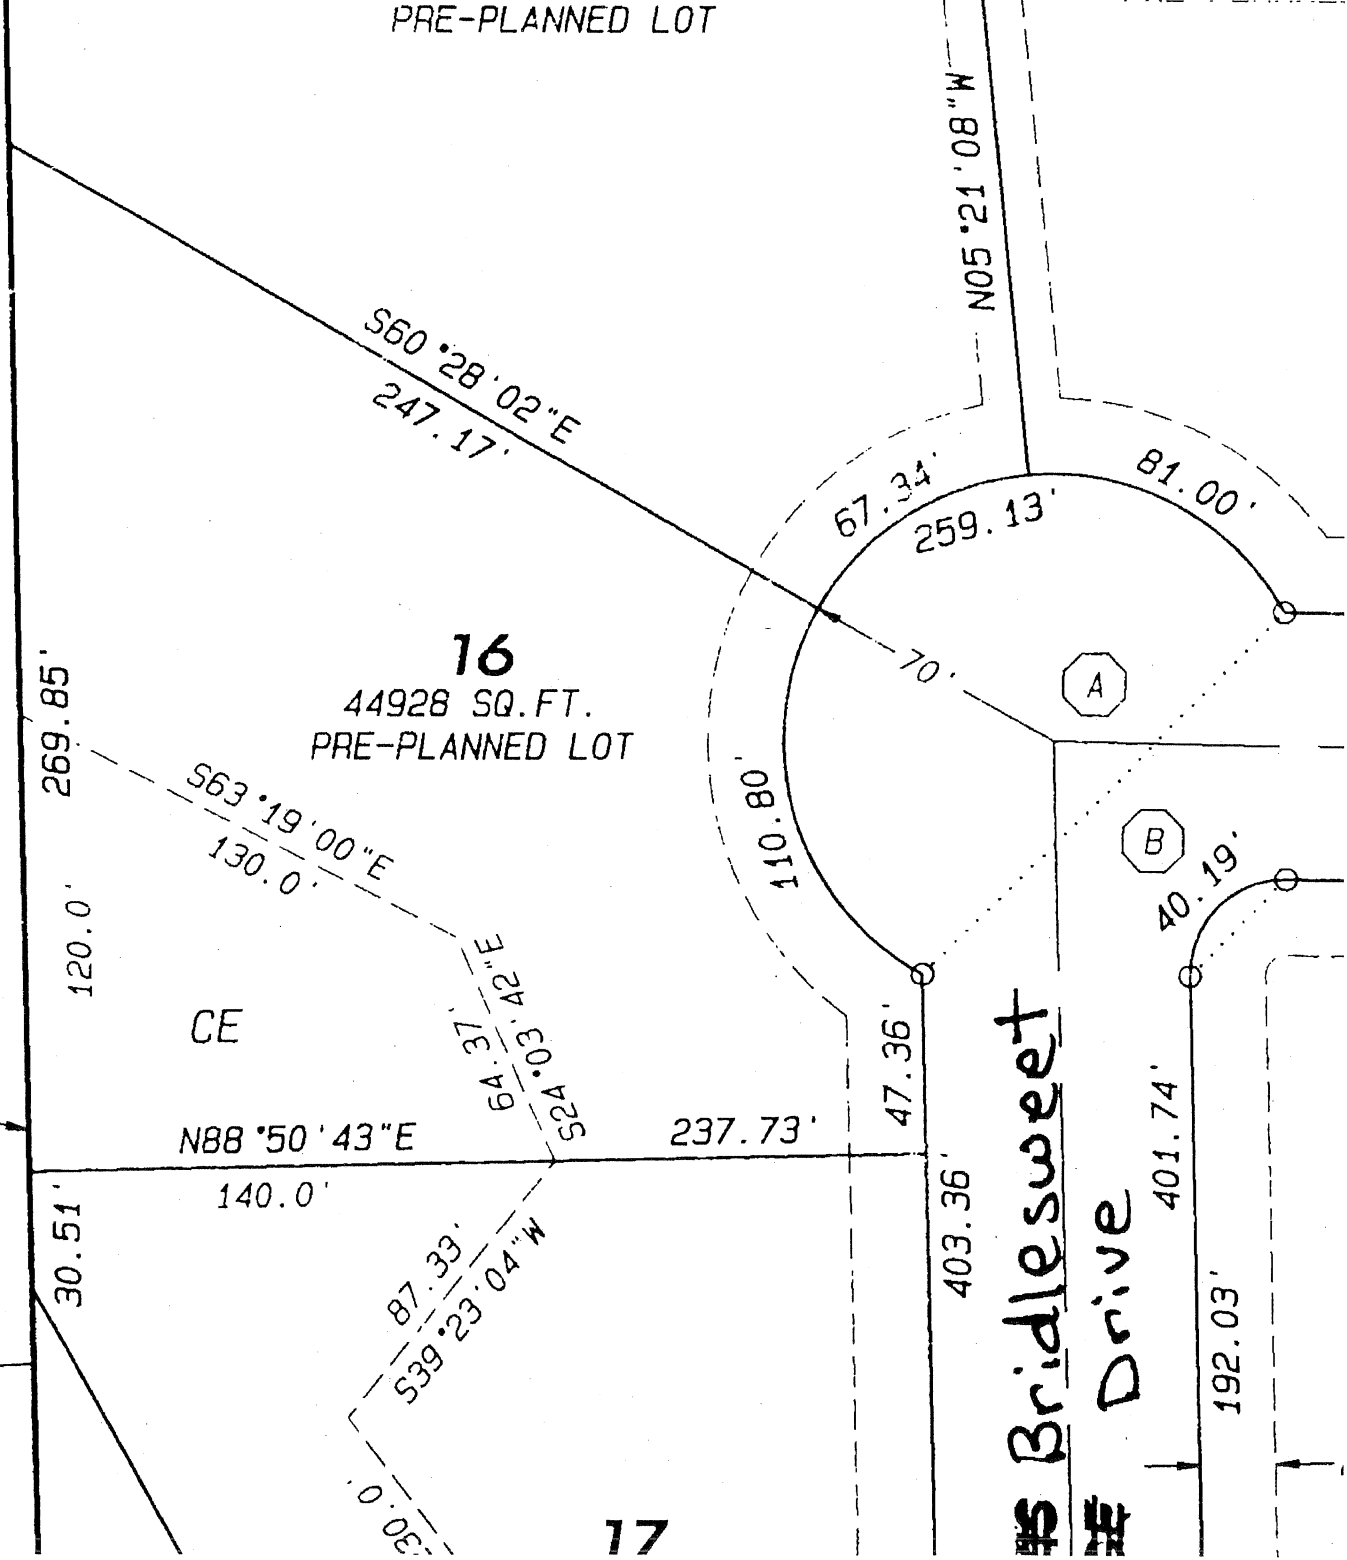 PRE-PLANNED LOT
N05°21'08"W
S60°28'02"E
247.17'
67.34'
259.13'
81.00'
16
44928 SQ.FT.
PRE-PLANNED LOT
70'
A
269.85'
S63°19'00"E
130.0'
110.80'
B
40.19'
120.0'
CE
64.37'
S24°03'42"E
47.36'
N88°50'43"E
237.73'
140.0'
401.74'
403.36'
Bridlesweet
Drive
30.51'
87.33'
S39°23'04"W
192.03'
17